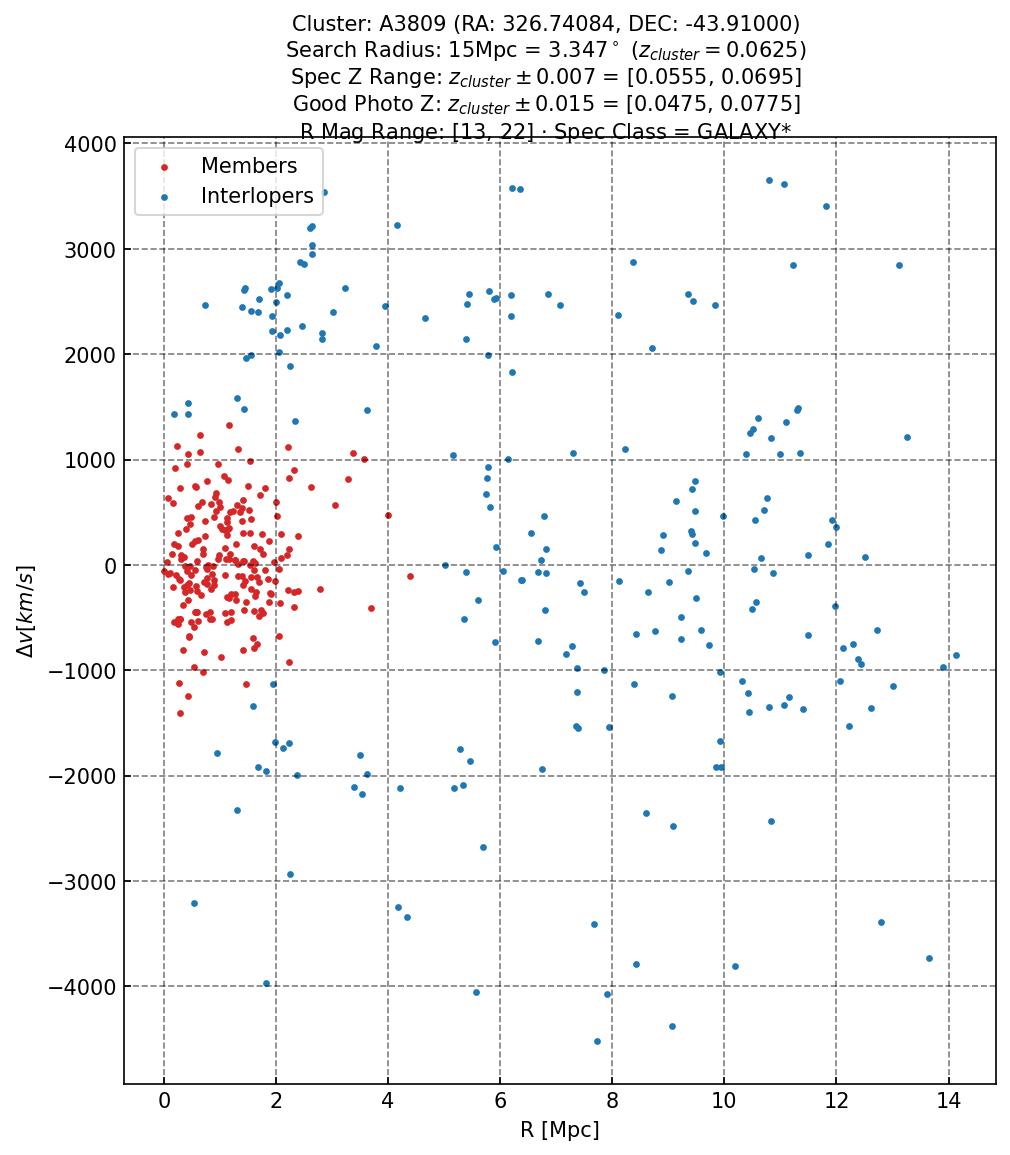 Cluster: A3809 (RA: 326.74084, DEC: -43.91000)
Search Radius: 15Mpc = 3.347° (z_cluster = 0.0625)
Spec Z Range: z_cluster ± 0.007 = [0.0555, 0.0695]
Good Photo Z: z_cluster ± 0.015 = [0.0475, 0.0775]
R Mag Range: [13, 22] · Spec Class = GALAXY*
Members
Interlopers
4000
3000
2000
1000
0
−1000
−2000
−3000
−4000
Δv[km/s]
0 2 4 6 8 10 12 14
R [Mpc]